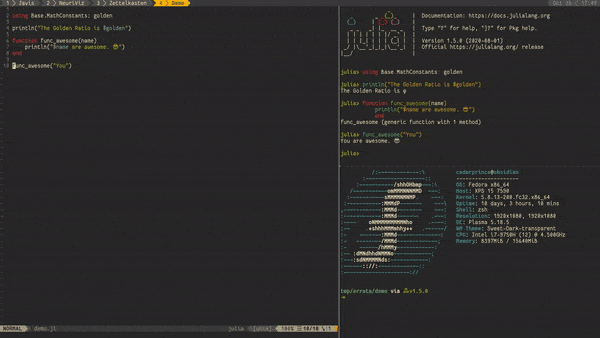 1 Javis 2 NeuriViz 3 Zettelkasten 4 Demo
Oct 28 17:49
using Base.MathConstants: golden
println("The Golden Ratio is $golden")
function func_awesome(name)
println("$name are awesome. 😎")
end
func_awesome("You")
NORMAL demo.jl
julia 100% 10/10
Documentation: https://docs.julialang.org
Type "?" for help, "]?" for Pkg help.
Version 1.5.0 (2020-08-01)
Official https://julialang.org/ release
julia> using Base.MathConstants: golden
julia> println("The Golden Ratio is $golden")
The Golden Ratio is φ
julia> function func_awesome(name)
println("$name are awesome. 😎")
end
func_awesome (generic function with 1 method)
julia> func_awesome("You")
You are awesome. 😎
julia>
cedarprince@obsidian
OS: Fedora x86_64
Host: XPS 15 7590
Kernel: 5.8.13-200.fc32.x86_64
Uptime: 10 days, 3 hours, 10 mins
Shell: zsh
Resolution: 1920x1080, 1920x1080
DE: Plasma 5.18.5
WM Theme: Sweet-Dark-transparent
CPU: Intel i7-9750H (12) @ 4.500GHz
Memory: 8397MiB / 15640MiB
tmp/errata/demo via v1.5.0